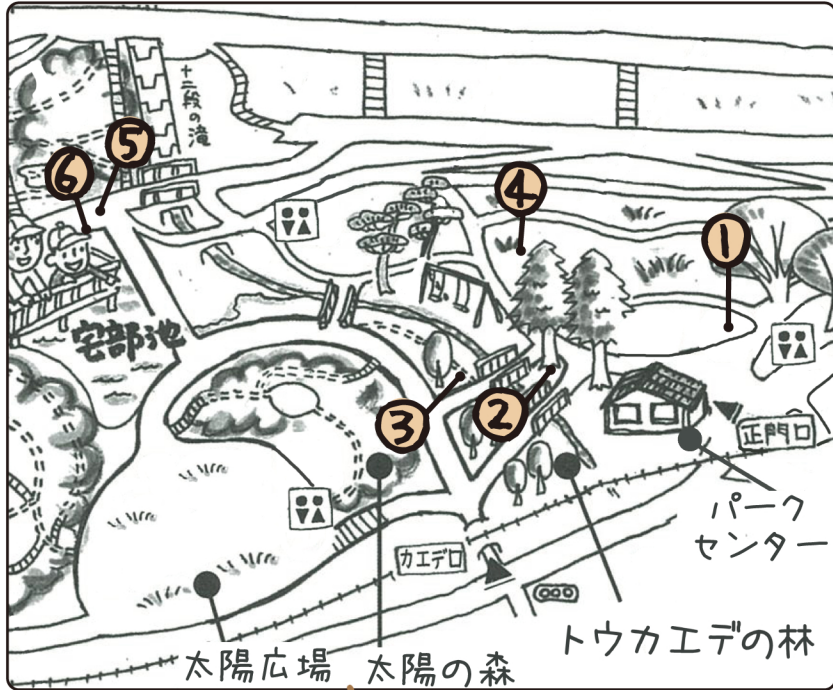 十二段の滝
⑤
⑥
④
①
宅部池
③
②
正門口
パーク
センター
カエデ口
トウカエデの林
太陽広場
太陽の森